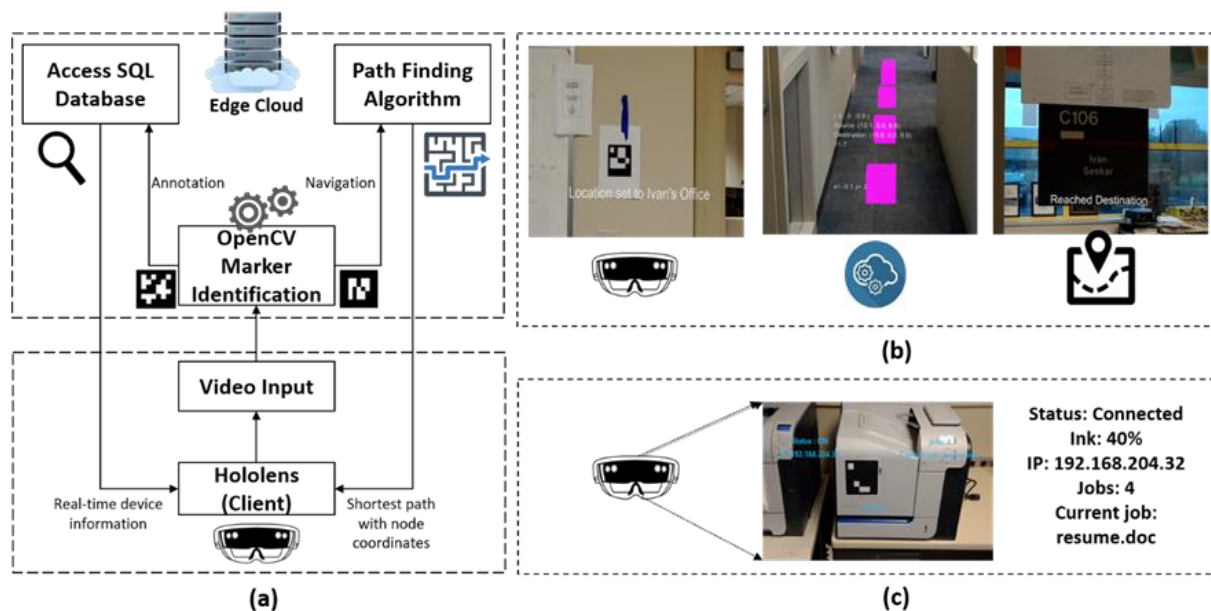 Access SQL
Database
Edge Cloud
Path Finding
Algorithm
Annotation
Navigation
OpenCV
Marker
Identification
Video Input
Hololens
(Client)
Real-time device
information
Shortest path
with node
coordinates
(a)
Location set to Ivan's Office
C106
Ivan
Seskar
Reached Destination
(b)
Status: Connected
Ink: 40%
IP: 192.168.204.32
Jobs: 4
Current job:
resume.doc
(c)